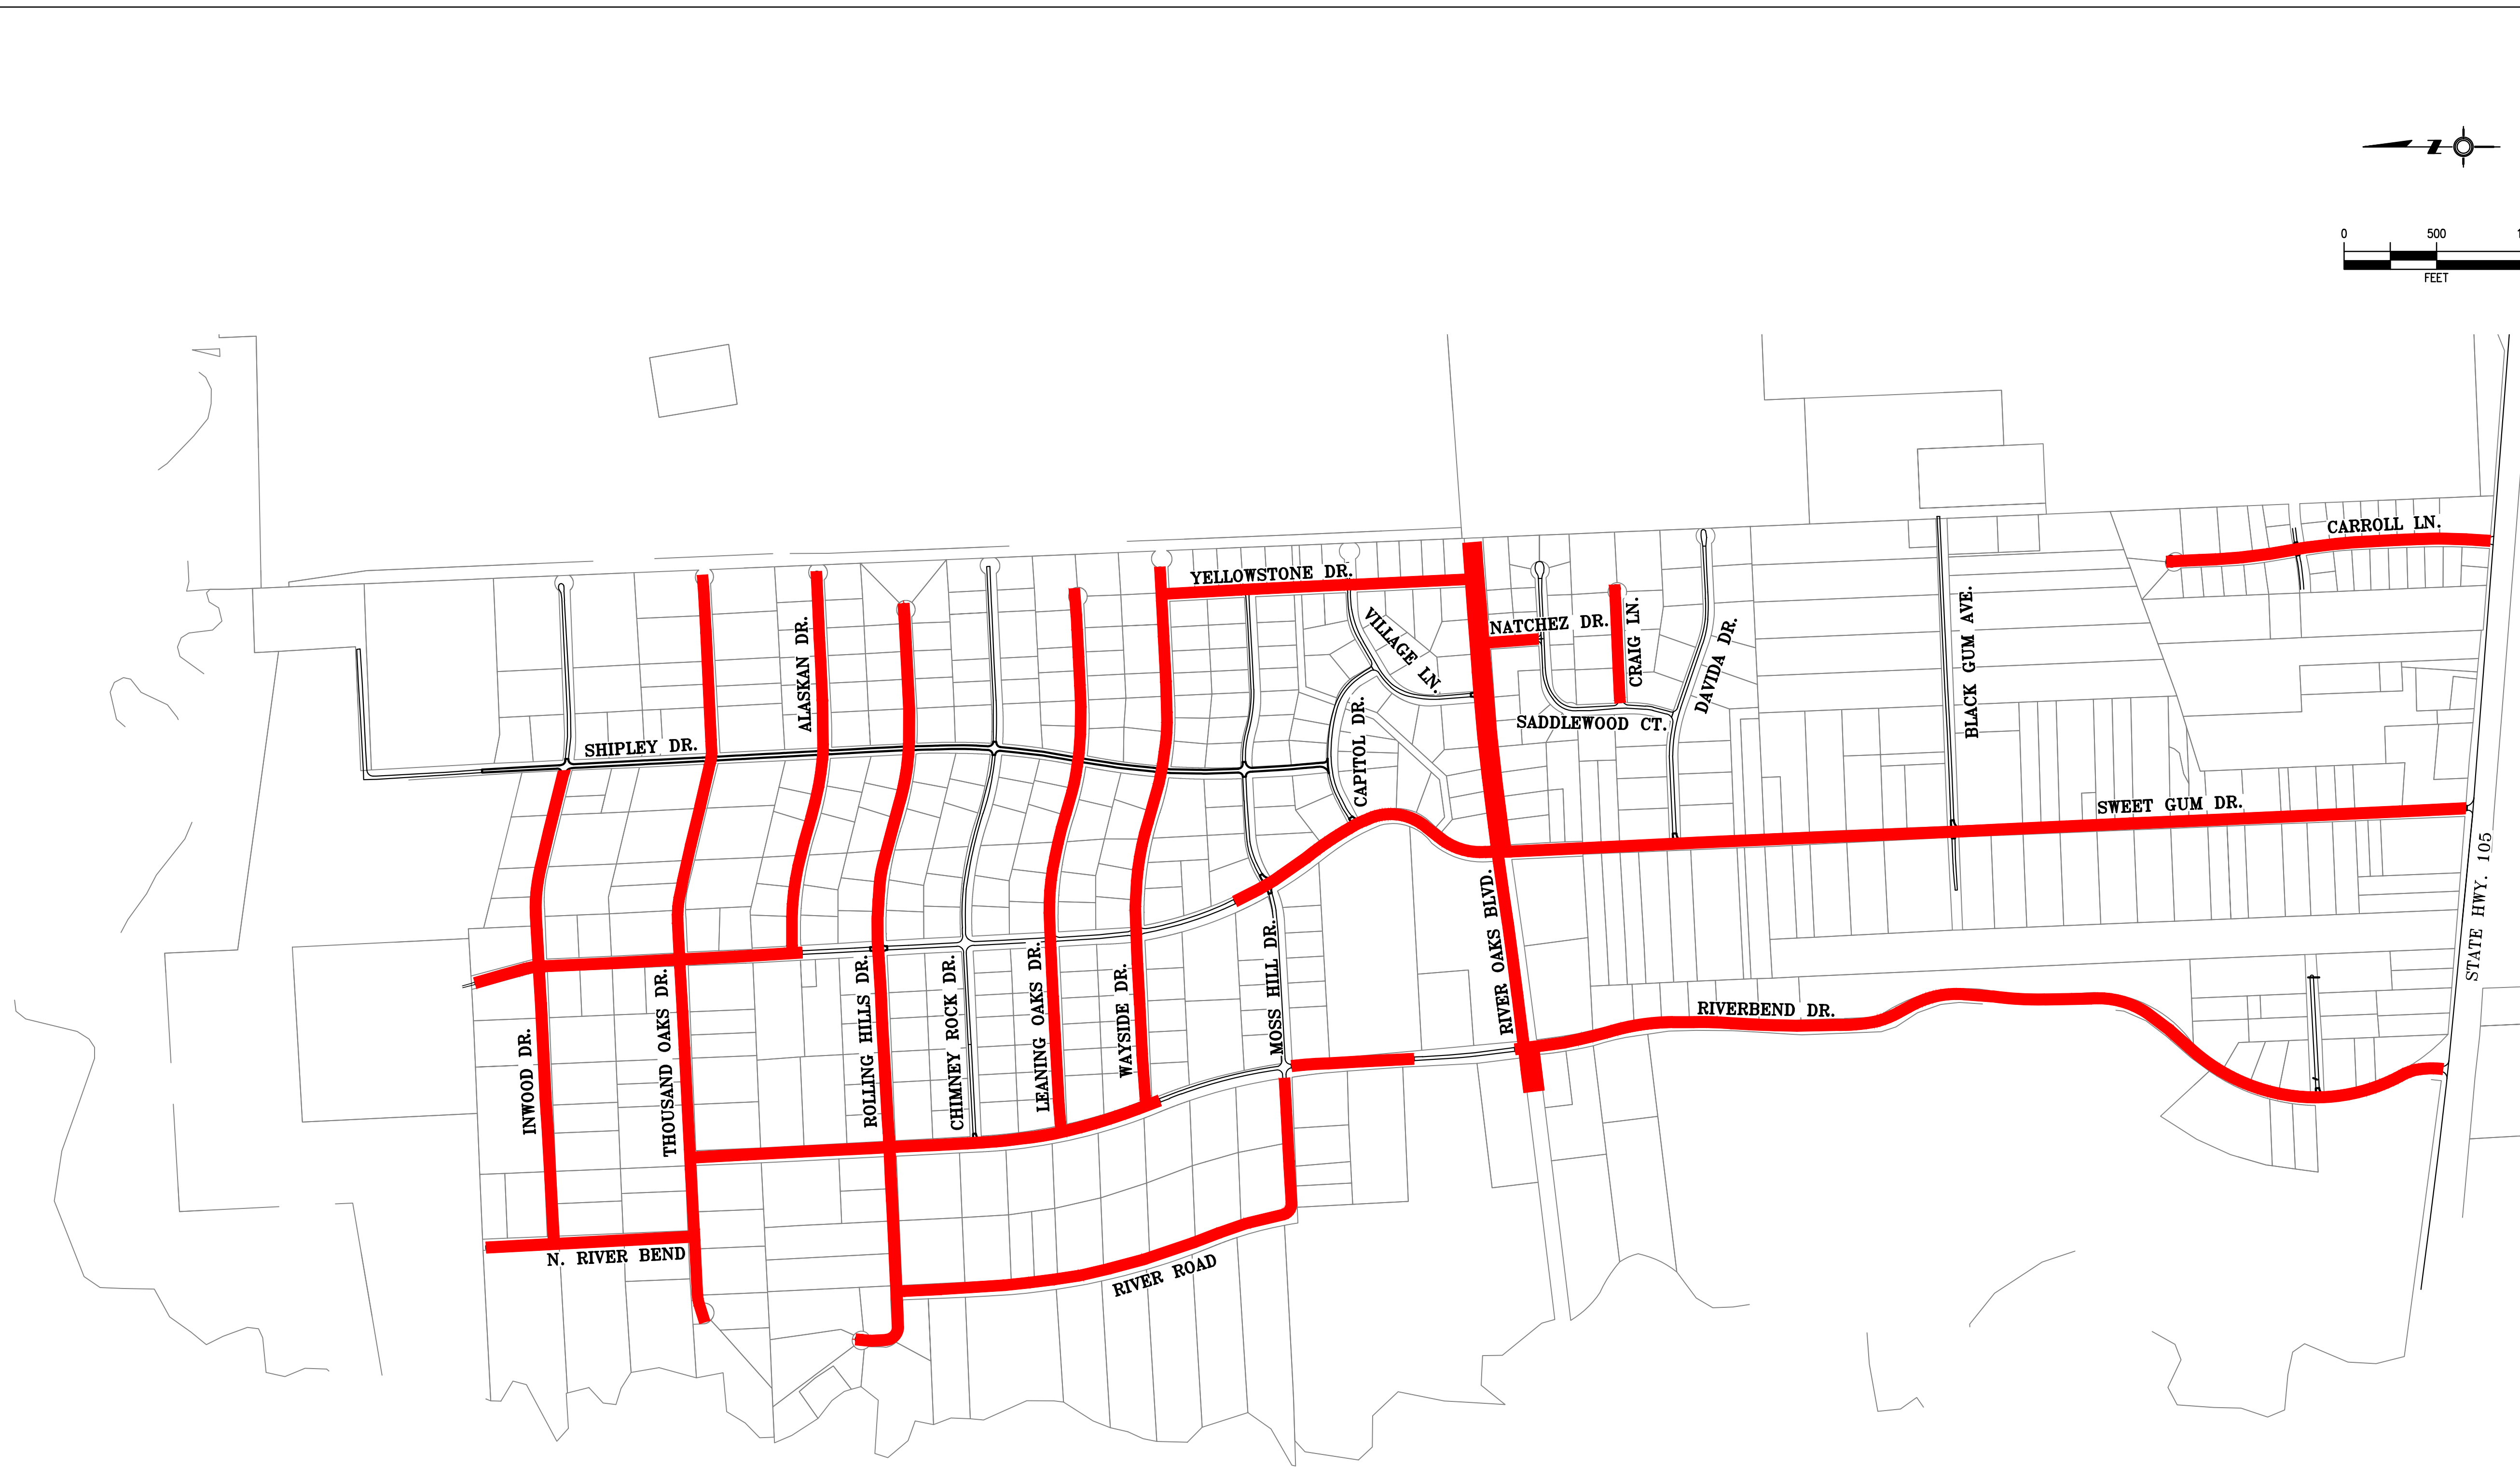 N
0 500
FEET
CARROLL LN.
YELLOWSTONE DR.
NATCHEZ DR.
VILLAGE LN.
CRAIG LN.
DAVIDA DR.
BLACK GUM AVE.
ALASKAN DR.
SHIPLEY DR.
CAPITOL DR.
SADDLEWOOD CT.
SWEET GUM DR.
STATE HWY. 105
RIVER OAKS BLVD.
RIVERBEND DR.
MOSS HILL DR.
WAYSIDE DR.
LEANING OAKS DR.
CHIMNEY ROCK DR.
ROLLING HILLS DR.
THOUSAND OAKS DR.
INWOOD DR.
N. RIVER BEND
RIVER ROAD